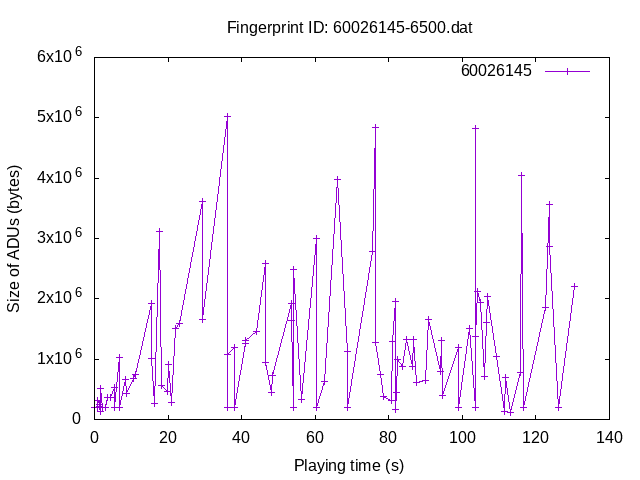 Fingerprint ID: 60026145-6500.dat
60026145
6x10^6
5x10^6
4x10^6
3x10^6
2x10^6
1x10^6
0
Size of ADUs (bytes)
0 20 40 60 80 100 120 140
Playing time (s)